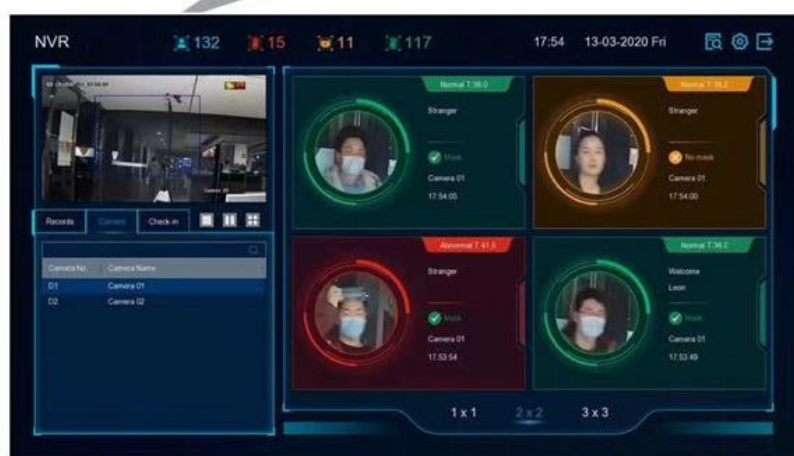 NVR
132
15
11
117
17:54 13-03-2020 Fri
Records
Camera
Check-in
Camera No.
Camera Name
01
Camera 01
02
Camera 02
Normal T:36.0
Stranger
Mask
Camera 01
17:54:05
Stranger
No mask
Camera 01
17:54:00
Abnormal T:41.5
Stranger
Mask
Camera 01
17:53:54
Normal T:36.0
Welcome
Leon
Mask
Camera 01
17:53:49
1 x 1
2 x 2
3 x 3